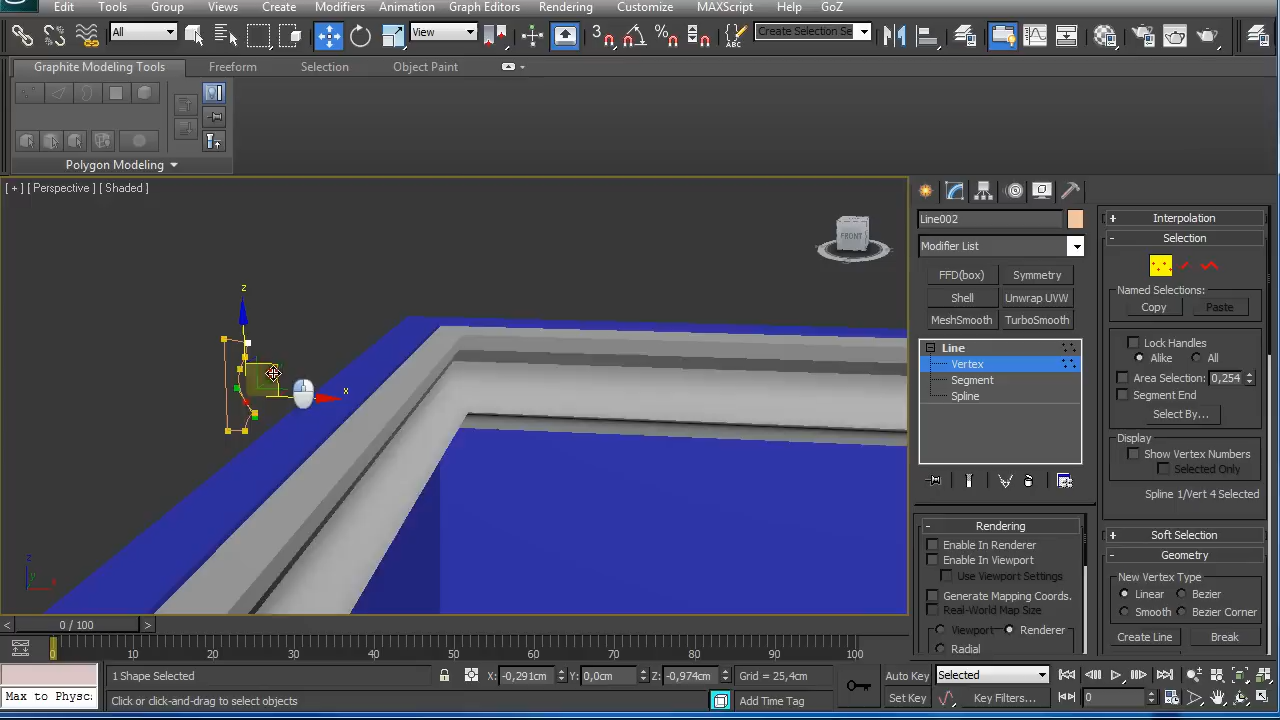 Edit Tools Group Views Create Modifiers Animation Graph Editors Rendering Customize MAXScript Help GoZ
All View 3 Create Selection Se
Graphite Modeling Tools Freeform Selection Object Paint
Polygon Modeling
[ + ] [ Perspective ] [ Shaded ]
FRONT
z
x
z
y
x
Line002
Modifier List
FFD(box) Symmetry
Shell Unwrap UVW
MeshSmooth TurboSmooth
Line
Vertex
Segment
Spline
Rendering
Enable In Renderer
Enable In Viewport
Use Viewport Settings
Generate Mapping Coords.
Real-World Map Size
Viewport Renderer
Radial
+ Interpolation
- Selection
Named Selections:
Copy Paste
Lock Handles
Alike All
Area Selection: 0,254
Segment End
Select By...
Display
Show Vertex Numbers
Selected Only
Spline 1/Vert 4 Selected
+ Soft Selection
- Geometry
New Vertex Type
Linear Bezier
Smooth Bezier Corner
Create Line Break
< 0 / 100 >
0 10 20 30 40 50 60 70 80 90 100
1 Shape Selected X: -0,291cm Y: 0,0cm Z: -0,974cm Grid = 25,4cm Auto Key Selected
Max to Physc: Click or click-and-drag to select objects Add Time Tag Set Key Key Filters... 0